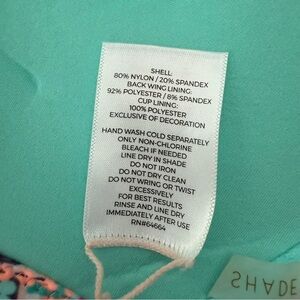 SHELL:
80% NYLON / 20% SPANDEX
BACK WING LINING:
92% POLYESTER / 8% SPANDEX
CUP LINING:
100% POLYESTER
EXCLUSIVE OF DECORATION
HAND WASH COLD SEPARATELY
ONLY NON-CHLORINE
BLEACH IF NEEDED
LINE DRY IN SHADE
DO NOT IRON
DO NOT DRY CLEAN
DO NOT WRING OR TWIST
EXCESSIVELY
FOR BEST RESULTS
RINSE AND LINE DRY
IMMEDIATELY AFTER USE
RN#64664
SHADE